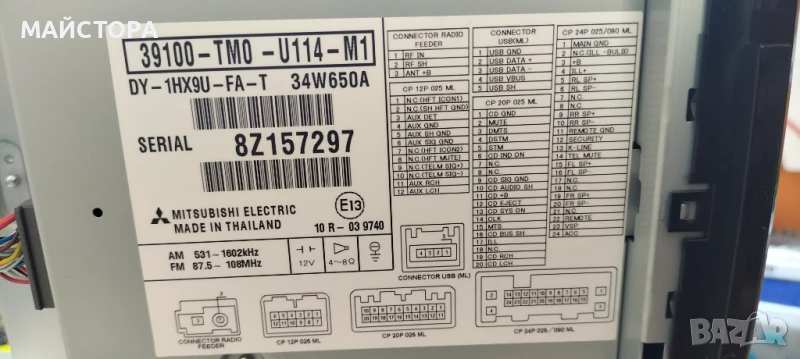 МАЙСТОРА
39100-TM0-U114-M1
DY-1HX9U-FA-T 34W650A
SERIAL 8Z157297
MITSUBISHI ELECTRIC
MADE IN THAILAND
E13
10 R-03 9740
AM 531~1602kHz
FM 87.5~108MHz
12V
4~8Ω
CONNECTOR RADIO
FEEDER
1 RF IN
2 RF SH
3 ANT +B
CP 12P 025 ML
1 N.C.(HFT ICON1)
2 N.C.(SH HFT GND)
3 AUX DET
4 AUX GND
5 AUX SH GND
6 AUX SIG GND
7 N.C.(HFT ICON2)
8 N.C.(HFT MUTE)
9 N.C.(TELM SIG+)
10 N.C.(TELM SIG-)
11 AUX RCH
12 AUX LCH
CONNECTOR
USB(ML)
1 USB GND
2 USB DATA+
3 USB DATA-
4 USB VBUS
5 USB SH
CP 20P 025 ML
1 CD GND
2 MUTE
3 DMTS
4 DSTM
5 STM
6 CD IND ON
7 N.C.
8 N.C.
9 CD SIG GND
10 CD AUDIO SH
11 CD +B
12 CD EJECT
13 CD SYS ON
14 CLK
15 MTS
16 CD BUS SH
17 ILL
18 N.C.
19 CD RCH
20 CD LCH
CP 24P 025/090 ML
1 MAIN GND
2 N.C.(ILL-BULB)
3 +B
4 ILL+
5 RL SP+
6 RL SP-
7 N.C.
8 N.C.
9 RR SP+
10 RR SP-
11 REMOTE GND
12 SECURITY
13 K-LINE
14 TEL MUTE
15 FL SP+
16 FL SP-
17 N.C.
18 N.C.
19 FR SP+
20 FR SP-
21 N.C.
22 REMOTE
23 VSP
24 ACC
CONNECTOR USB (ML)
CONNECTOR RADIO
FEEDER
CP 12P 025 ML
CP 20P 025 ML
CP 24P 025/090 ML
BAZAR